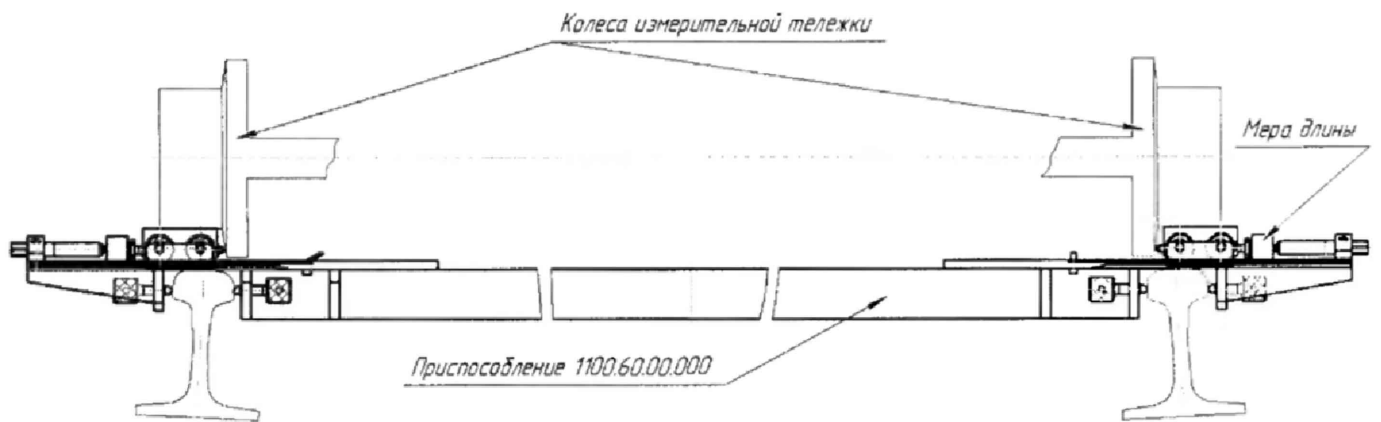 Колеса измерительной тележки
Мера длины
Приспособление 1100.60.00.000